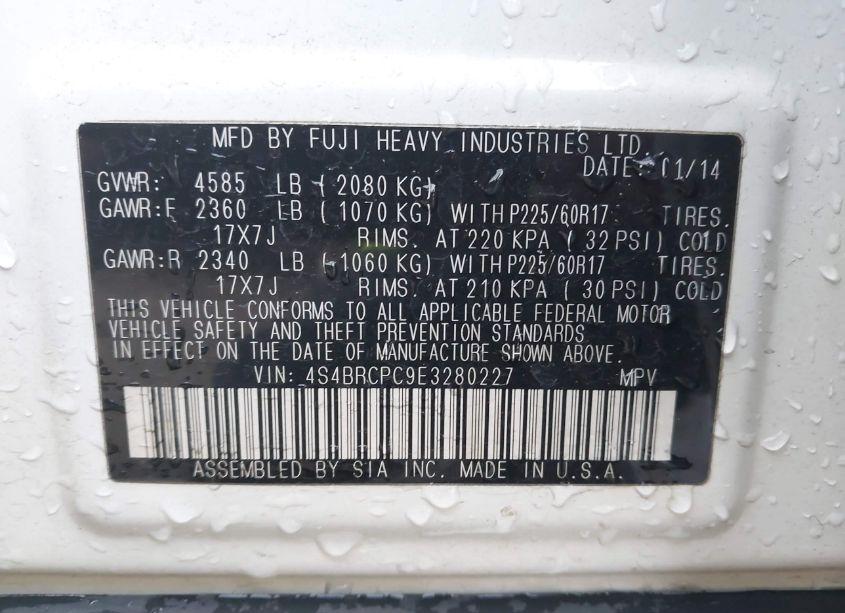 MFD BY FUJI HEAVY INDUSTRIES LTD.
DATE: 01/14
GVWR: 4585 LB ( 2080 KG)
GAWR:F 2360 LB ( 1070 KG) WITH P225/60R17 TIRES.
17X7J RIMS. AT 220 KPA ( 32 PSI) COLD
GAWR:R 2340 LB ( 1060 KG) WITH P225/60R17 TIRES.
17X7J RIMS. AT 210 KPA ( 30 PSI) COLD
THIS VEHICLE CONFORMS TO ALL APPLICABLE FEDERAL MOTOR
VEHICLE SAFETY AND THEFT PREVENTION STANDARDS
IN EFFECT ON THE DATE OF MANUFACTURE SHOWN ABOVE.
VIN: 4S4BRCPC9E3280227 MPV
ASSEMBLED BY SIA INC. MADE IN U.S.A.